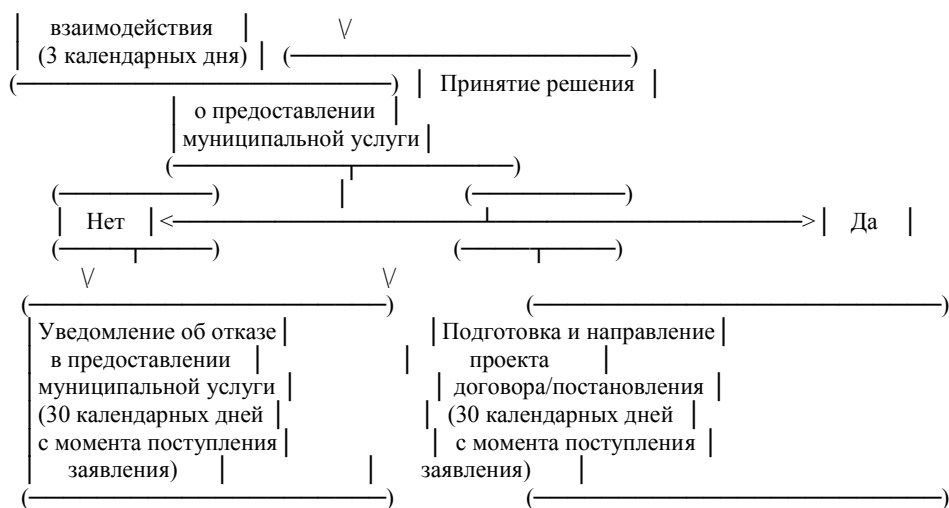 взаимодействия
(3 календарных дня)
Принятие решения
о предоставлении
муниципальной услуги
Нет Да
Уведомление об отказе Подготовка и направление
в предоставлении проекта
муниципальной услуги договора/постановления
(30 календарных дней (30 календарных дней
с момента поступления с момента поступления
заявления) заявления)